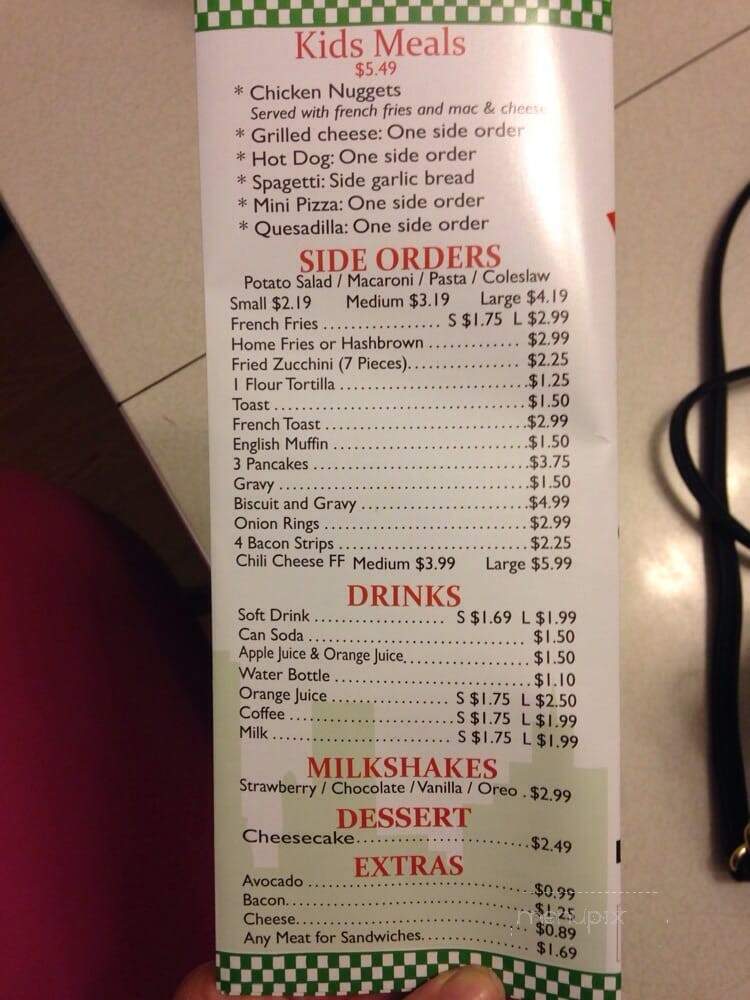 Kids Meals
$5.49
* Chicken Nuggets
Served with french fries and mac & cheese
* Grilled cheese: One side order
* Hot Dog: One side order
* Spagetti: Side garlic bread
* Mini Pizza: One side order
* Quesadilla: One side order
SIDE ORDERS
Potato Salad / Macaroni / Pasta / Coleslaw
Small $2.19 Medium $3.19 Large $4.19
French Fries ................. S $1.75 L $2.99
Home Fries or Hashbrown ............. $2.99
Fried Zucchini (7 Pieces)................ $2.25
1 Flour Tortilla ...........................$1.25
Toast ....................................$1.50
French Toast .............................$2.99
English Muffin ............................$1.50
3 Pancakes ...............................$3.75
Gravy ...................................$1.50
Biscuit and Gravy ........................$4.99
Onion Rings ..............................$2.99
4 Bacon Strips ...........................$2.25
Chili Cheese FF Medium $3.99 Large $5.99
DRINKS
Soft Drink ................... S $1.69 L $1.99
Can Soda ............................... $1.50
Apple Juice & Orange Juice.................. $1.50
Water Bottle ............................$1.10
Orange Juice ................. S $1.75 L $2.50
Coffee ........................S $1.75 L $1.99
Milk .......................... S $1.75 L $1.99
MILKSHAKES
Strawberry / Chocolate / Vanilla / Oreo . $2.99
DESSERT
Cheesecake.........................$2.49
EXTRAS
Avocado ................................$0.99
Bacon...................................$1.25
Cheese..................................$0.89
Any Meat for Sandwiches................$1.69
menupix